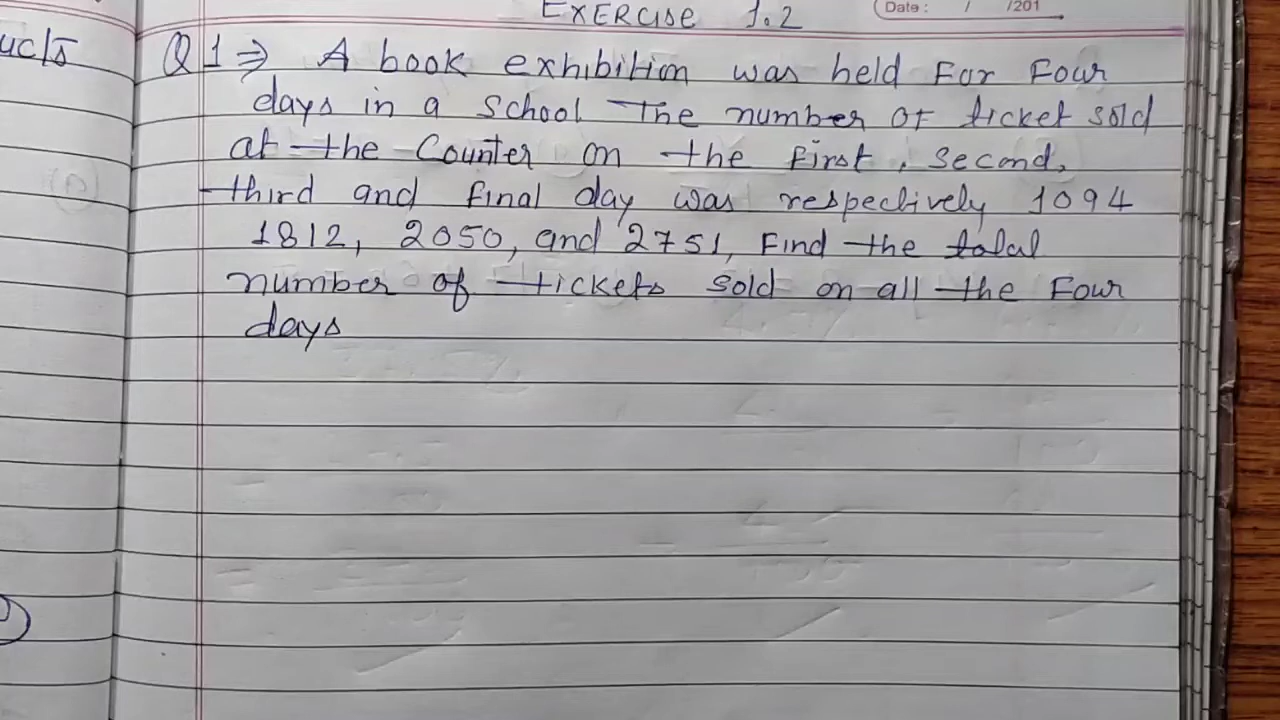 EXERCISE 1.2
Date : / /201
ucts
Q1⇒ A book exhibition was held For Four
days in a school The number of ticket sold
at the Counter on the first, second,
third and final day was respectively 1094
1812, 2050, and 2751, Find the total
number of tickets sold on all the Four
days